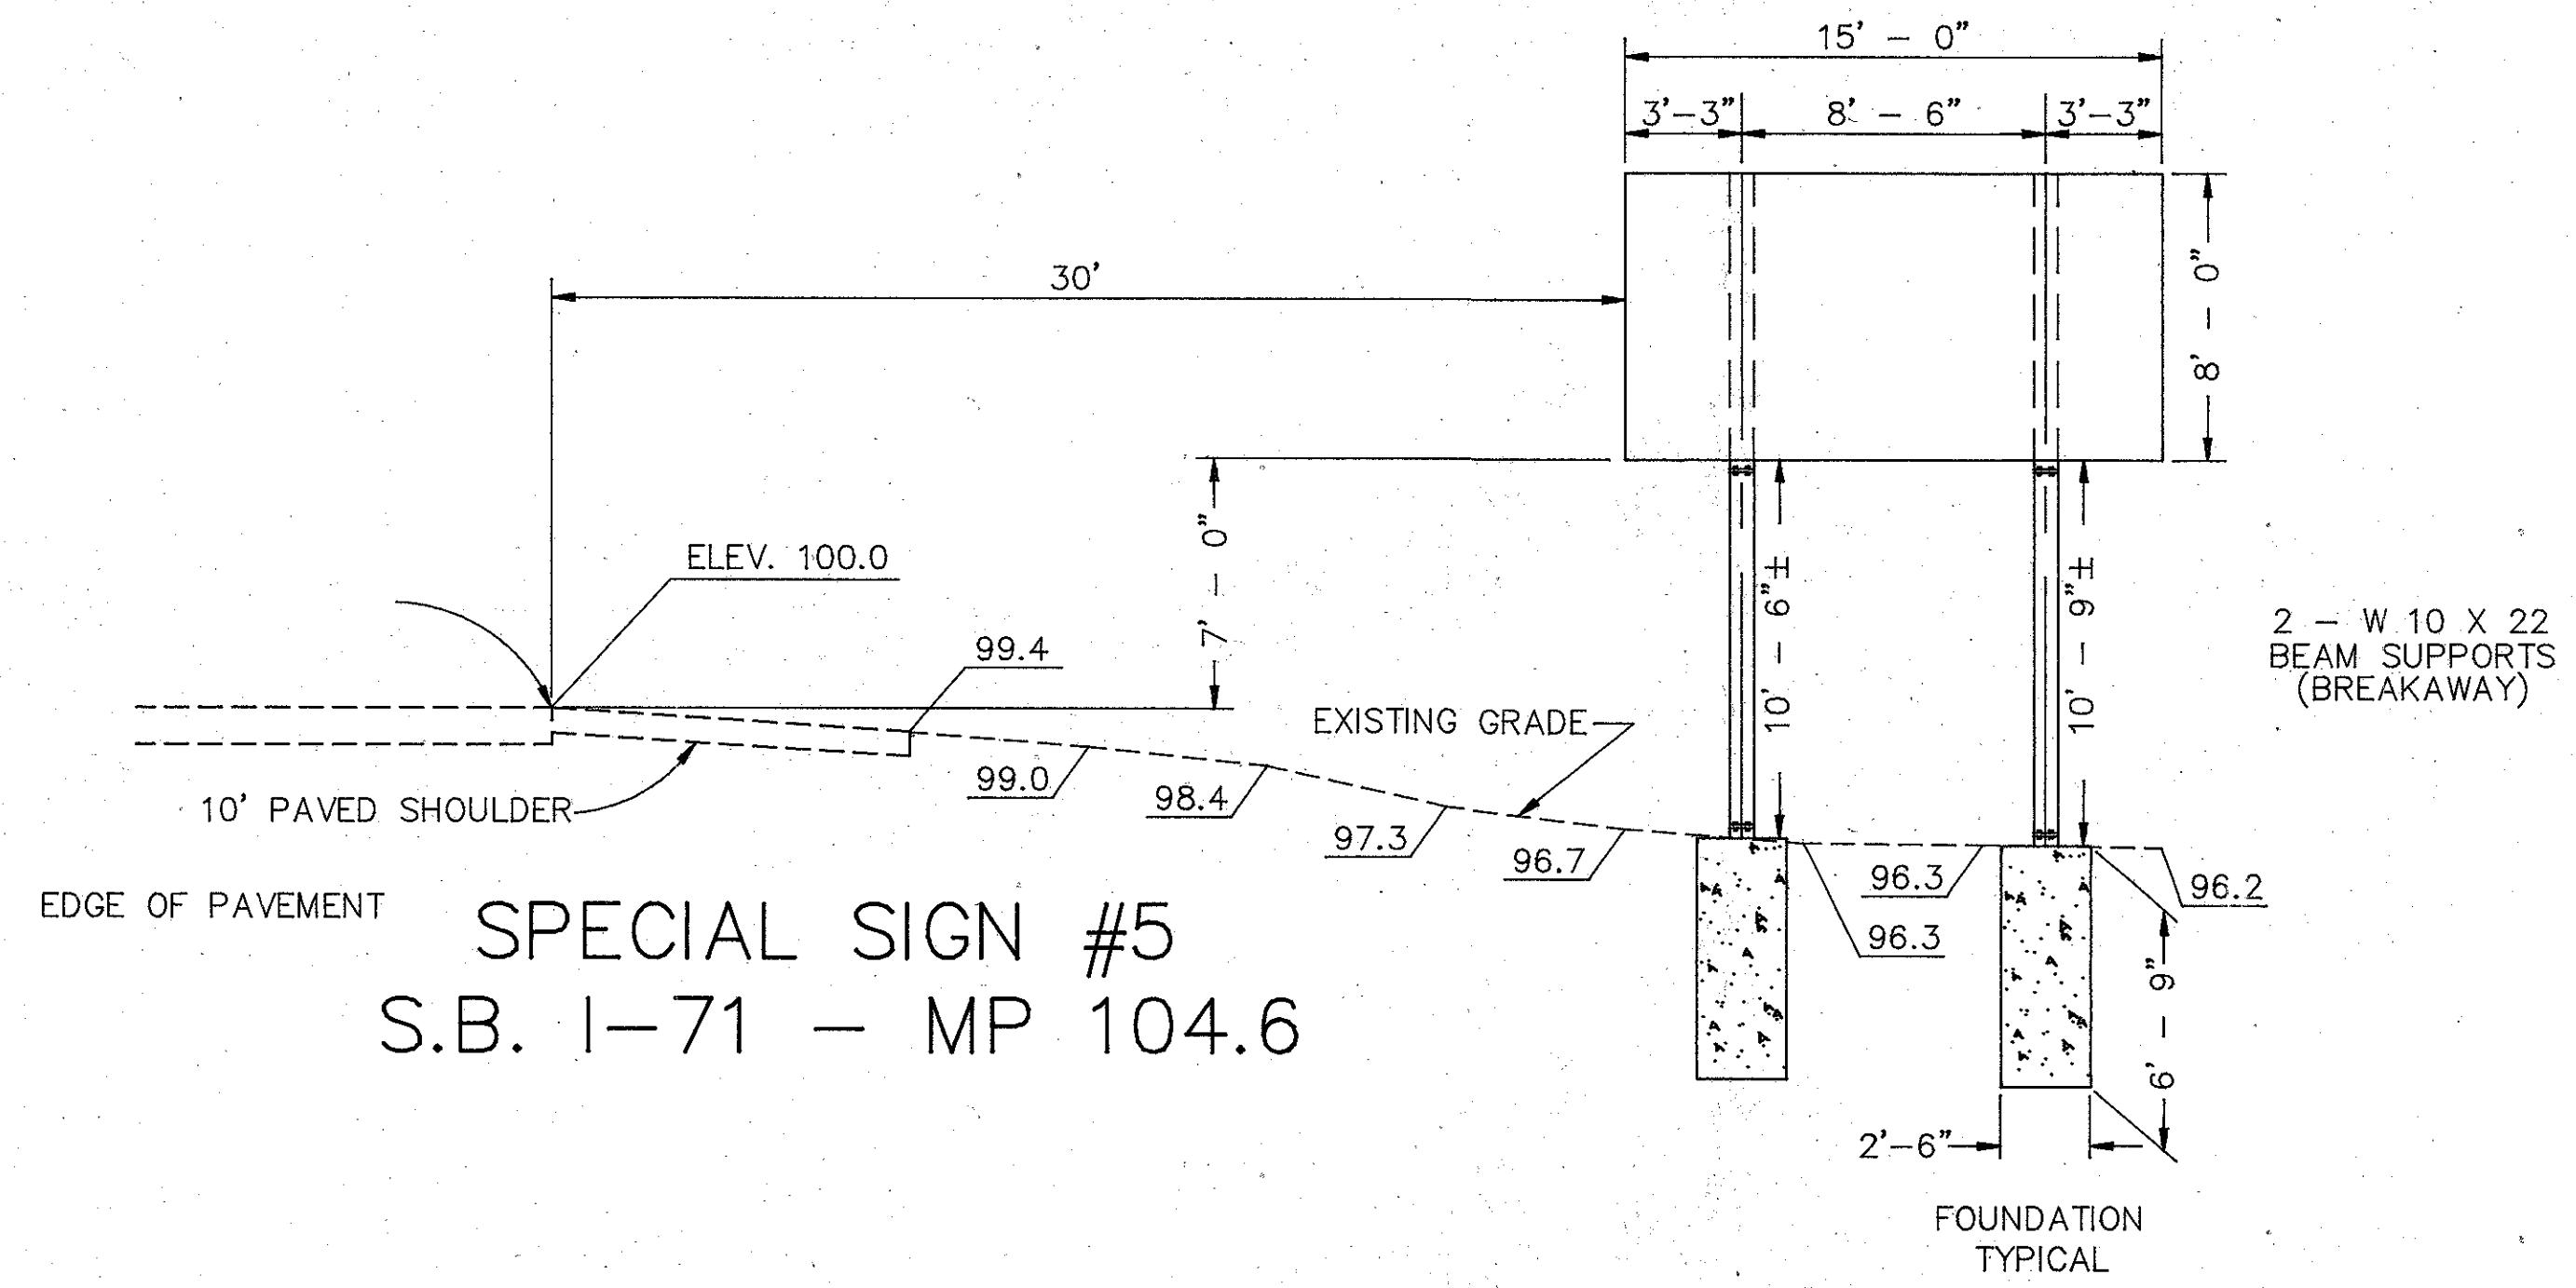 15' - 0"
3'-3"
8' - 6"
3'-3"
8' - 0"
30'
7' - 0"
ELEV. 100.0
99.4
10' - 6"±
10' - 9"±
2 - W 10 X 22
BEAM SUPPORTS
(BREAKAWAY)
EXISTING GRADE
99.0
98.4
97.3
96.7
96.3
96.3
96.2
10' PAVED SHOULDER
EDGE OF PAVEMENT
SPECIAL SIGN #5
S.B. I-71 - MP 104.6
6' - 9"
2'-6"
FOUNDATION
TYPICAL